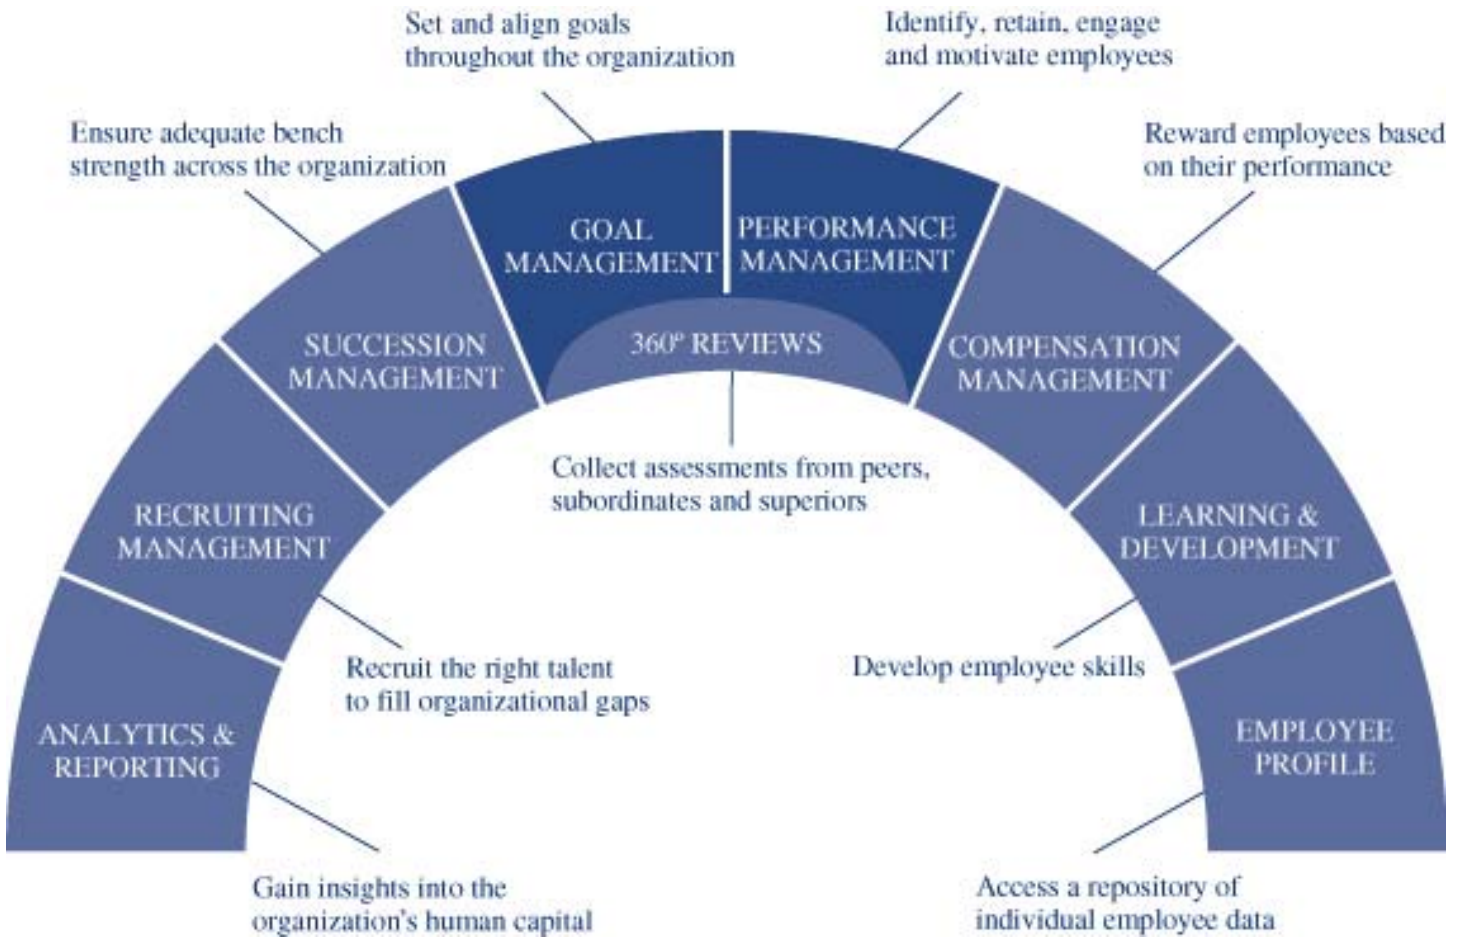 Set and align goals
throughout the organization
Identify, retain, engage
and motivate employees
Ensure adequate bench
strength across the organization
Reward employees based
on their performance
GOAL
MANAGEMENT
PERFORMANCE
MANAGEMENT
360º REVIEWS
SUCCESSION
MANAGEMENT
COMPENSATION
MANAGEMENT
Collect assessments from peers,
subordinates and superiors
RECRUITING
MANAGEMENT
LEARNING &
DEVELOPMENT
Recruit the right talent
to fill organizational gaps
Develop employee skills
ANALYTICS &
REPORTING
EMPLOYEE
PROFILE
Gain insights into the
organization's human capital
Access a repository of
individual employee data